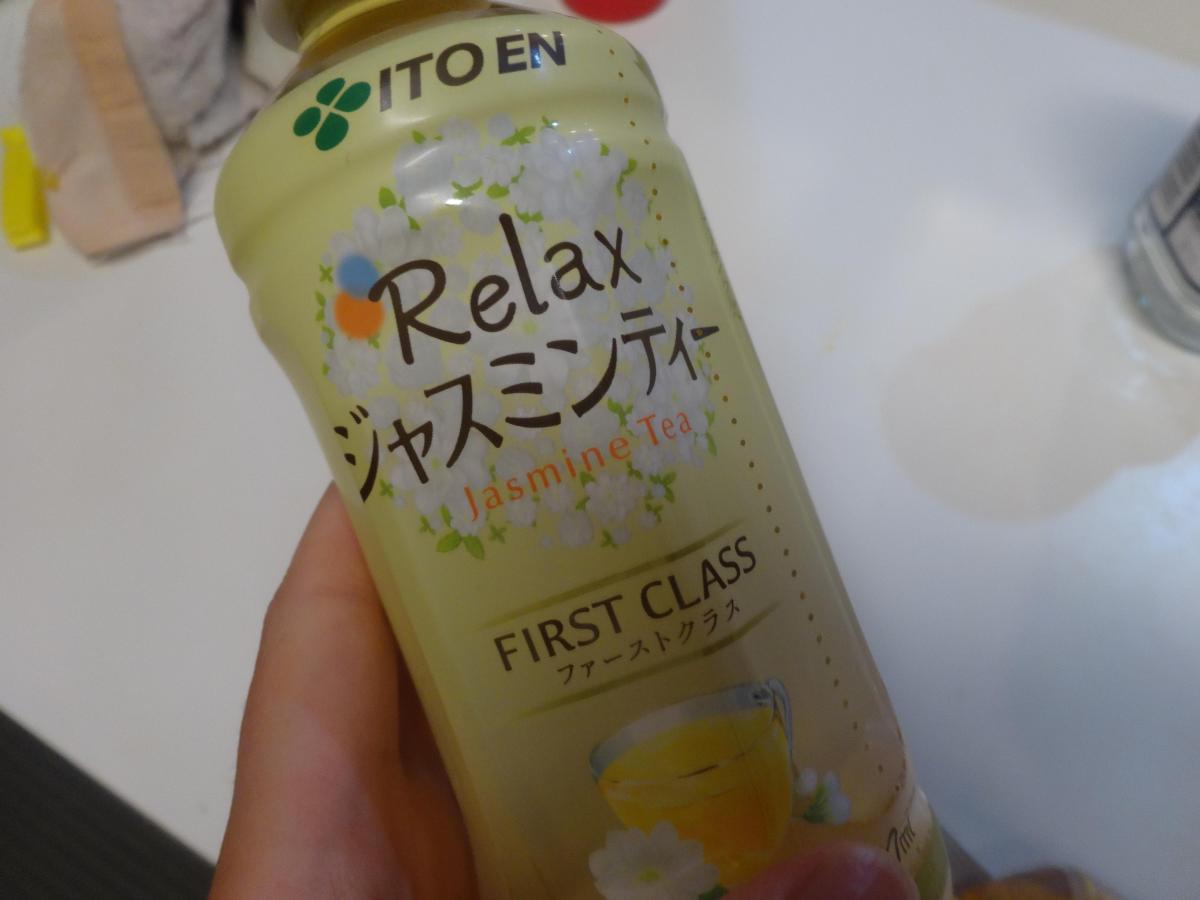 ITO EN
Relax
ジャスミンティー
Jasmine Tea
FIRST CLASS
ファーストクラス